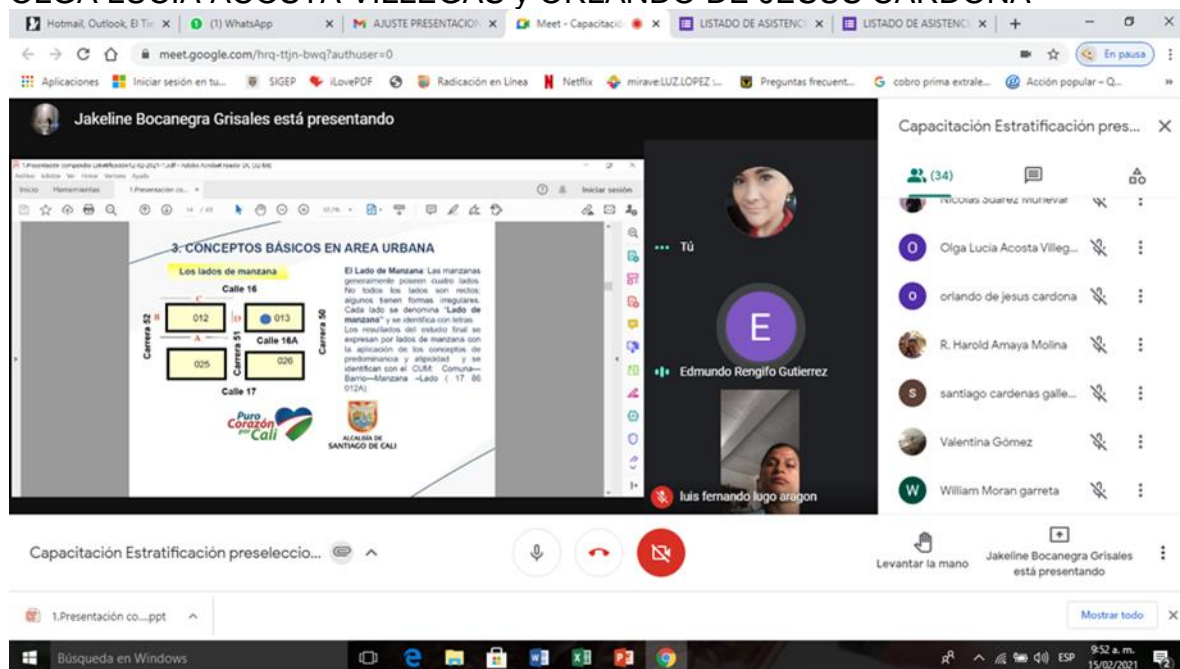 OLGA LUCIA ACOSTA VILLEGAS y ORLANDO DE JESUS CARDONA
Hotmail, Outlook, El Tie
(1) WhatsApp
AJUSTE PRESENTACION
Meet - Capacitació
LISTADO DE ASISTENCI
LISTADO DE ASISTENCI
meet.google.com/hrq-ttjn-bwq?authuser=0
En pausa
Aplicaciones
Iniciar sesión en tu...
SIGEP
iLovePDF
Radicación en Línea
Netflix
mirave:LUZ.LOPEZ :...
Preguntas frecuent...
cobro prima extrale...
Acción popular – Q...
Jakeline Bocanegra Grisales está presentando
Inicio Herramientas 1.Presentación co...
Iniciar sesión
3. CONCEPTOS BÁSICOS EN AREA URBANA
Los lados de manzana
Calle 16
C
Carrera 52
B
012
D
013
Carrera 50
A
Carrera 51
Calle 16A
025
026
Calle 17
El Lado de Manzana: Las manzanas
generalmente poseen cuatro lados.
No todos los lados son rectos;
algunos tienen formas irregulares.
Cada lado se denomina "Lado de
manzana" y se identifica con letras.
Los resultados del estudio final se
expresan por lados de manzana con
la aplicación de los conceptos de
predominancia y atipicidad y se
identifican con el CUM: Comuna—
Barrio—Manzana –Lado ( 17 86
012A).
Puro
Corazón
por Cali
ALCALDÍA DE
SANTIAGO DE CALI
Tú
E
Edmundo Rengifo Gutierrez
luis fernando lugo aragon
Capacitación Estratificación pres...
(34)
Nicolas Suarez Munevar
O
Olga Lucia Acosta Villeg...
o
orlando de jesus cardona
R. Harold Amaya Molina
s
santiago cardenas galle...
Valentina Gómez
W
William Moran garreta
Capacitación Estratificación preseleccio...
Levantar la mano
Jakeline Bocanegra Grisales
está presentando
1.Presentación co....ppt
Mostrar todo
Búsqueda en Windows
ESP
9:52 a. m.
15/02/2021